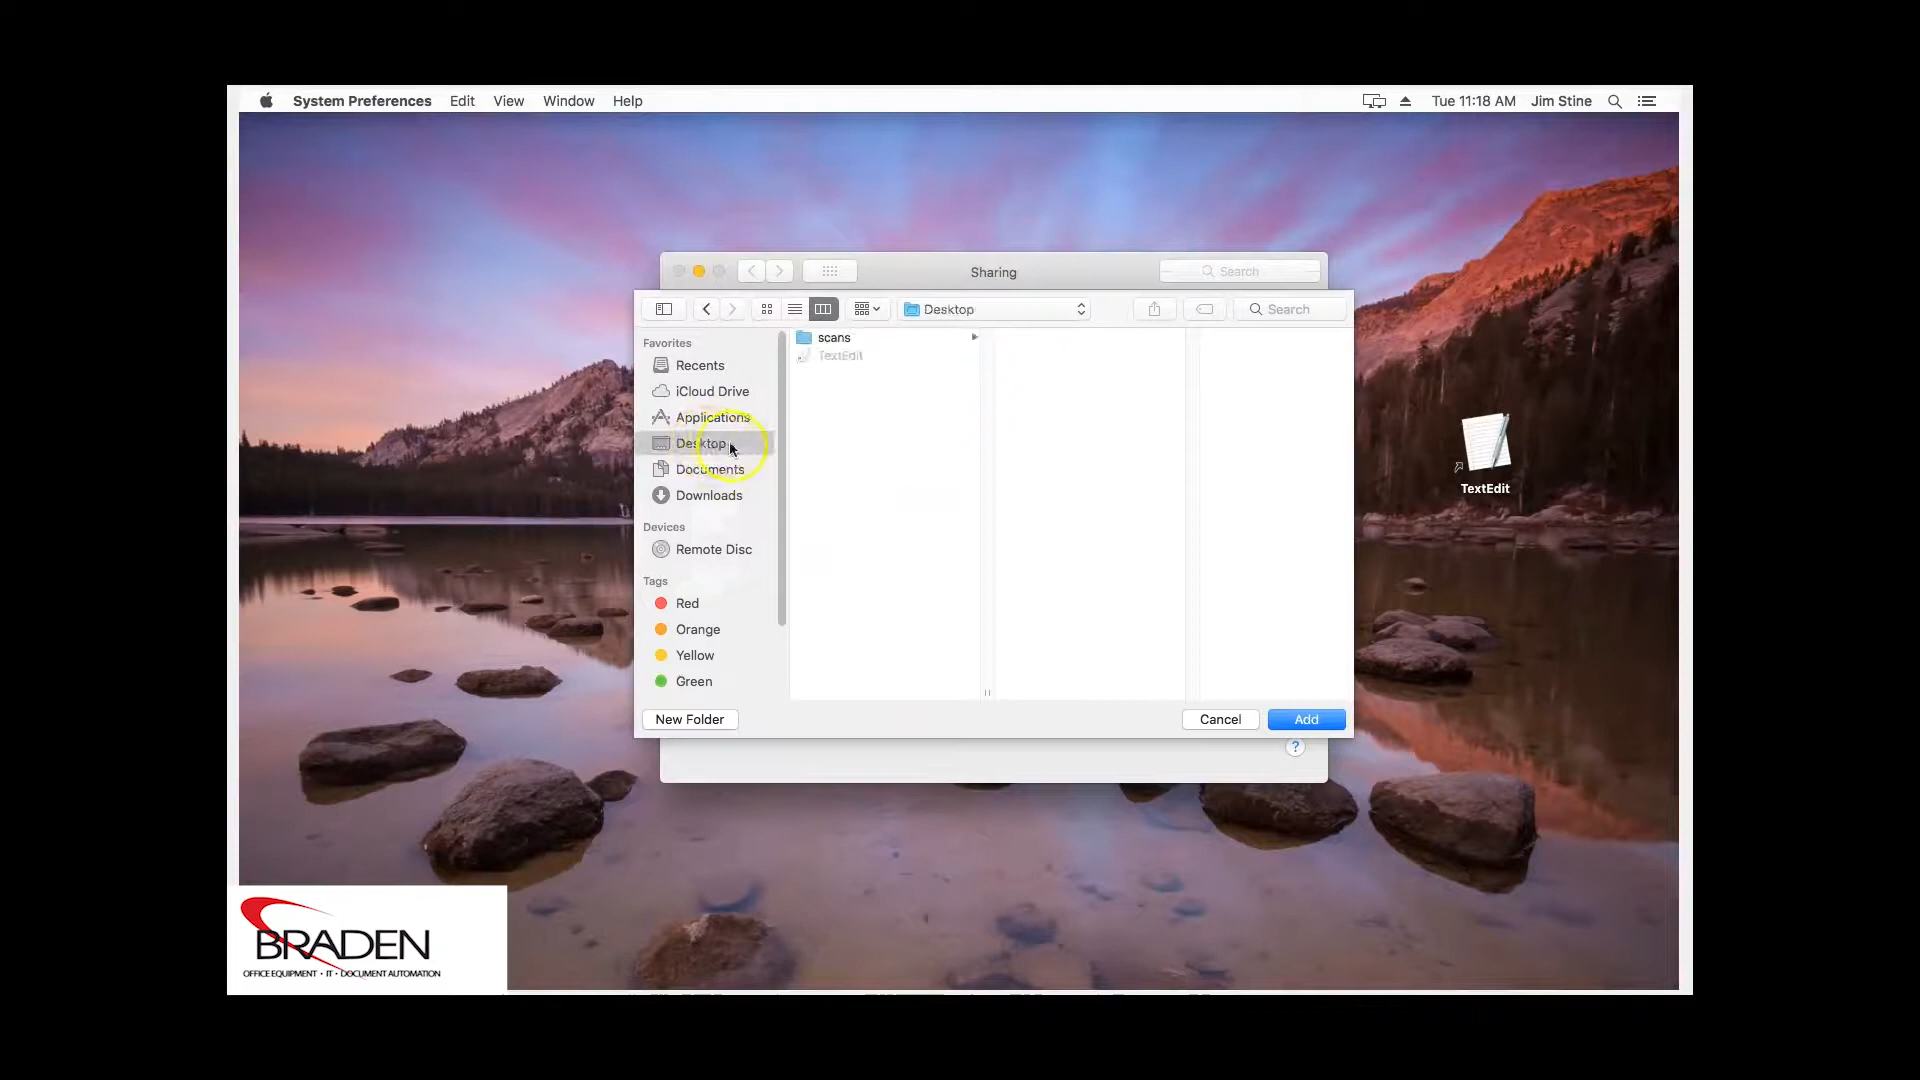 System Preferences Edit View Window Help Tue 11:18 AM Jim Stine
Sharing Search
Desktop Search
Favorites
Recents
iCloud Drive
Applications
Desktop
Documents
Downloads
Devices
Remote Disc
Tags
Red
Orange
Yellow
Green
scans
TextEdit
New Folder Cancel Add
?
TextEdit
BRADEN
OFFICE EQUIPMENT • IT • DOCUMENT AUTOMATION